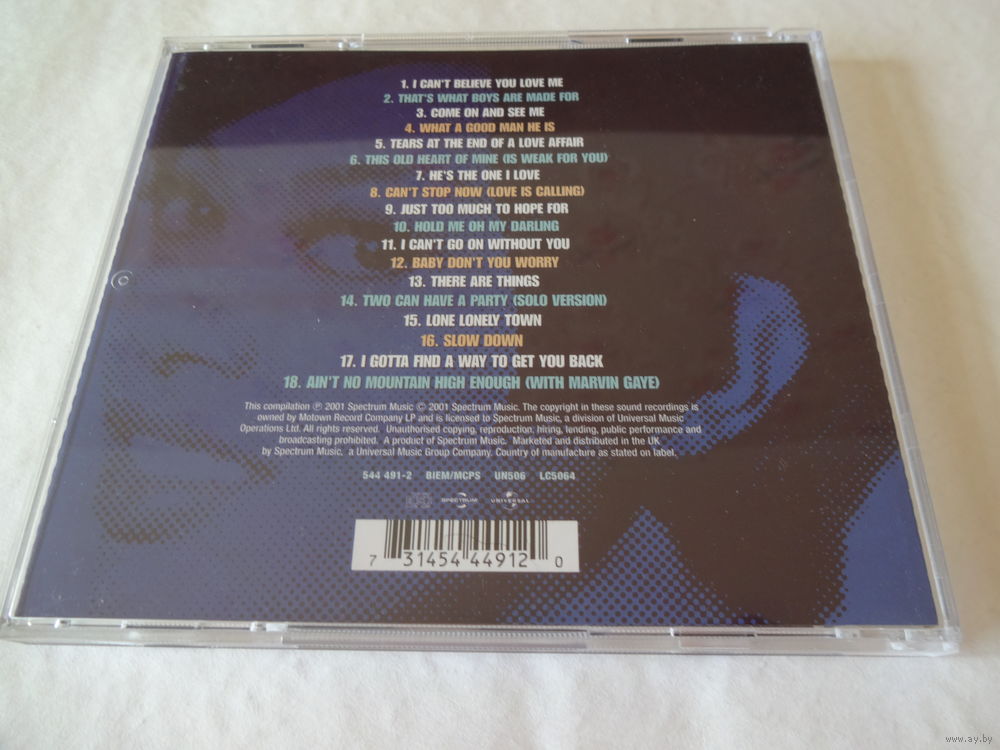 1. I CAN'T BELIEVE YOU LOVE ME
2. THAT'S WHAT BOYS ARE MADE FOR
3. COME ON AND SEE ME
4. WHAT A GOOD MAN HE IS
5. TEARS AT THE END OF A LOVE AFFAIR
6. THIS OLD HEART OF MINE (IS WEAK FOR YOU)
7. HE'S THE ONE I LOVE
8. CAN'T STOP NOW (LOVE IS CALLING)
9. JUST TOO MUCH TO HOPE FOR
10. HOLD ME OH MY DARLING
11. I CAN'T GO ON WITHOUT YOU
12. BABY DON'T YOU WORRY
13. THERE ARE THINGS
14. TWO CAN HAVE A PARTY (SOLO VERSION)
15. LONE LONELY TOWN
16. SLOW DOWN
17. I GOTTA FIND A WAY TO GET YOU BACK
18. AIN'T NO MOUNTAIN HIGH ENOUGH (WITH MARVIN GAYE)
This compilation ℗ 2001 Spectrum Music © 2001 Spectrum Music. The copyright in these sound recordings is
owned by Motown Record Company LP and is licensed to Spectrum Music, a division of Universal Music
Operations Ltd. All rights reserved. Unauthorised copying, reproduction, hiring, lending, public performance and
broadcasting prohibited. A product of Spectrum Music. Marketed and distributed in the UK
by Spectrum Music, a Universal Music Group Company. Country of manufacture as stated on label.
544 491-2 BIEM/MCPS UN506 LC5064
SPECTRUM UNIVERSAL
7 31454 44912 0
www.ay.by